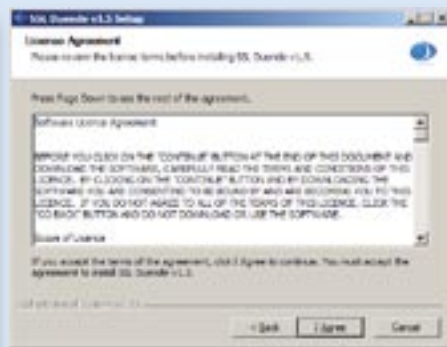 SSL Duende v1.5 Setup
License Agreement
Please review the license terms before installing SSL Duende v1.5.
Press Page Down to see the rest of the agreement.
Software Licence Agreement
BEFORE YOU CLICK ON THE "CONTINUE" BUTTON AT THE END OF THIS DOCUMENT AND
DOWNLOAD THE SOFTWARE, CAREFULLY READ THE TERMS AND CONDITIONS OF THIS
LICENCE. BY CLICKING ON THE "CONTINUE" BUTTON AND BY DOWNLOADING THE
SOFTWARE YOU ARE CONSENTING TO BE BOUND BY AND ARE BECOMING TO THIS
LICENCE. IF YOU DO NOT AGREE TO ALL OF THE TERMS OF THIS LICENCE, CLICK THE
"GO BACK" BUTTON AND DO NOT DOWNLOAD OR USE THE SOFTWARE.
Scope of Licence
If you accept the terms of the agreement, click I Agree to continue. You must accept the
agreement to install SSL Duende v1.5.
< Back
I Agree
Cancel